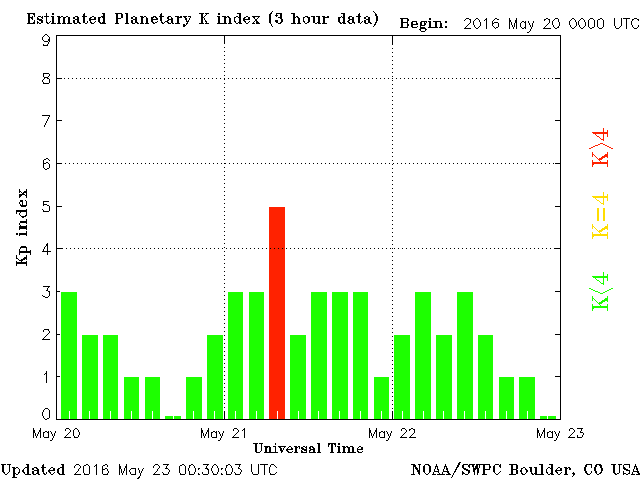 Estimated Planetary K index (3 hour data)
Begin: 2016 May 20 0000 UTC
9
8
7
6
5
4
3
2
1
0
Kp index
K>4
K=4
K<4
May 20
May 21
May 22
May 23
Universal Time
Updated 2016 May 23 00:30:03 UTC
NOAA/SWPC Boulder, CO USA